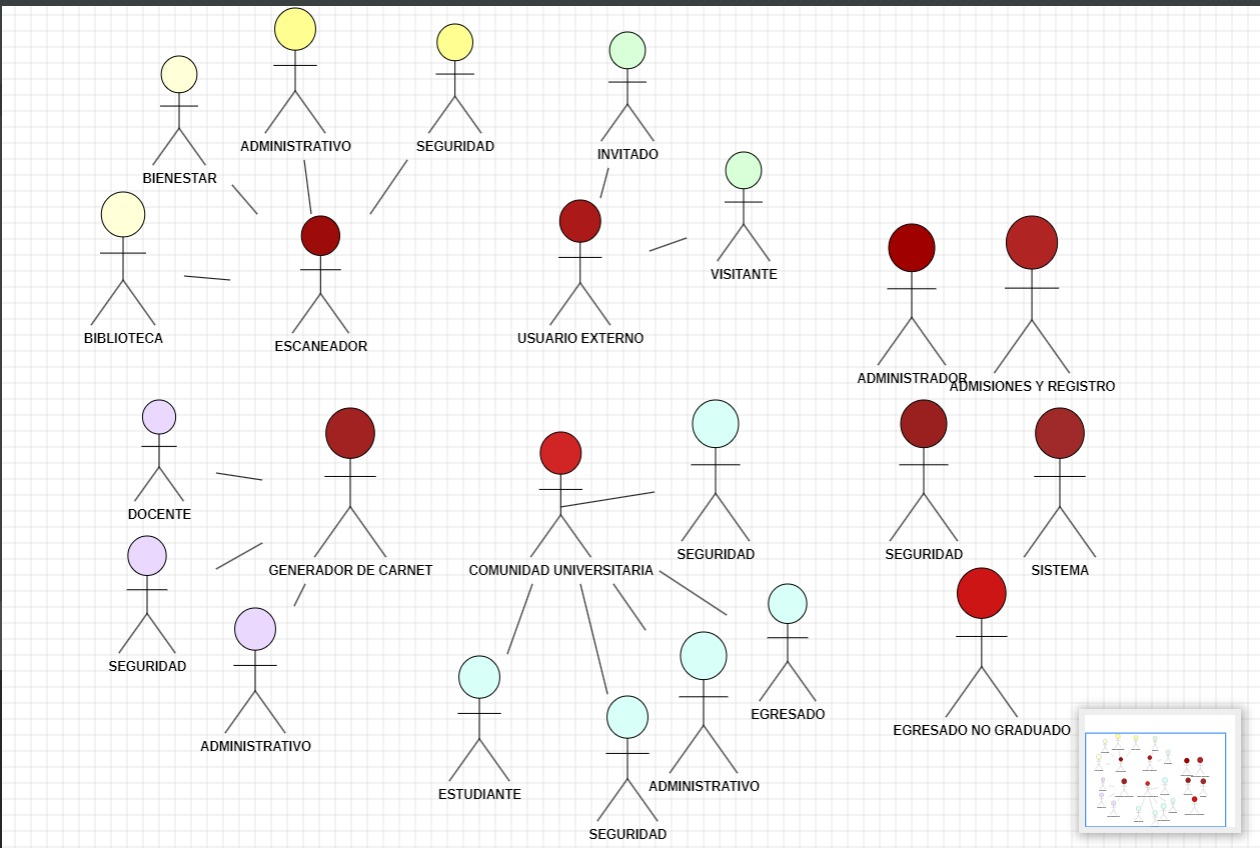 ADMINISTRATIVO
SEGURIDAD
INVITADO
BIENESTAR
VISITANTE
BIBLIOTECA
ESCANEADOR
USUARIO EXTERNO
ADMINISTRADOR
ADMISIONES Y REGISTRO
DOCENTE
GENERADOR DE CARNET
COMUNIDAD UNIVERSITARIA
SEGURIDAD
SEGURIDAD
SISTEMA
SEGURIDAD
ADMINISTRATIVO
EGRESADO
EGRESADO NO GRADUADO
ESTUDIANTE
ADMINISTRATIVO
SEGURIDAD